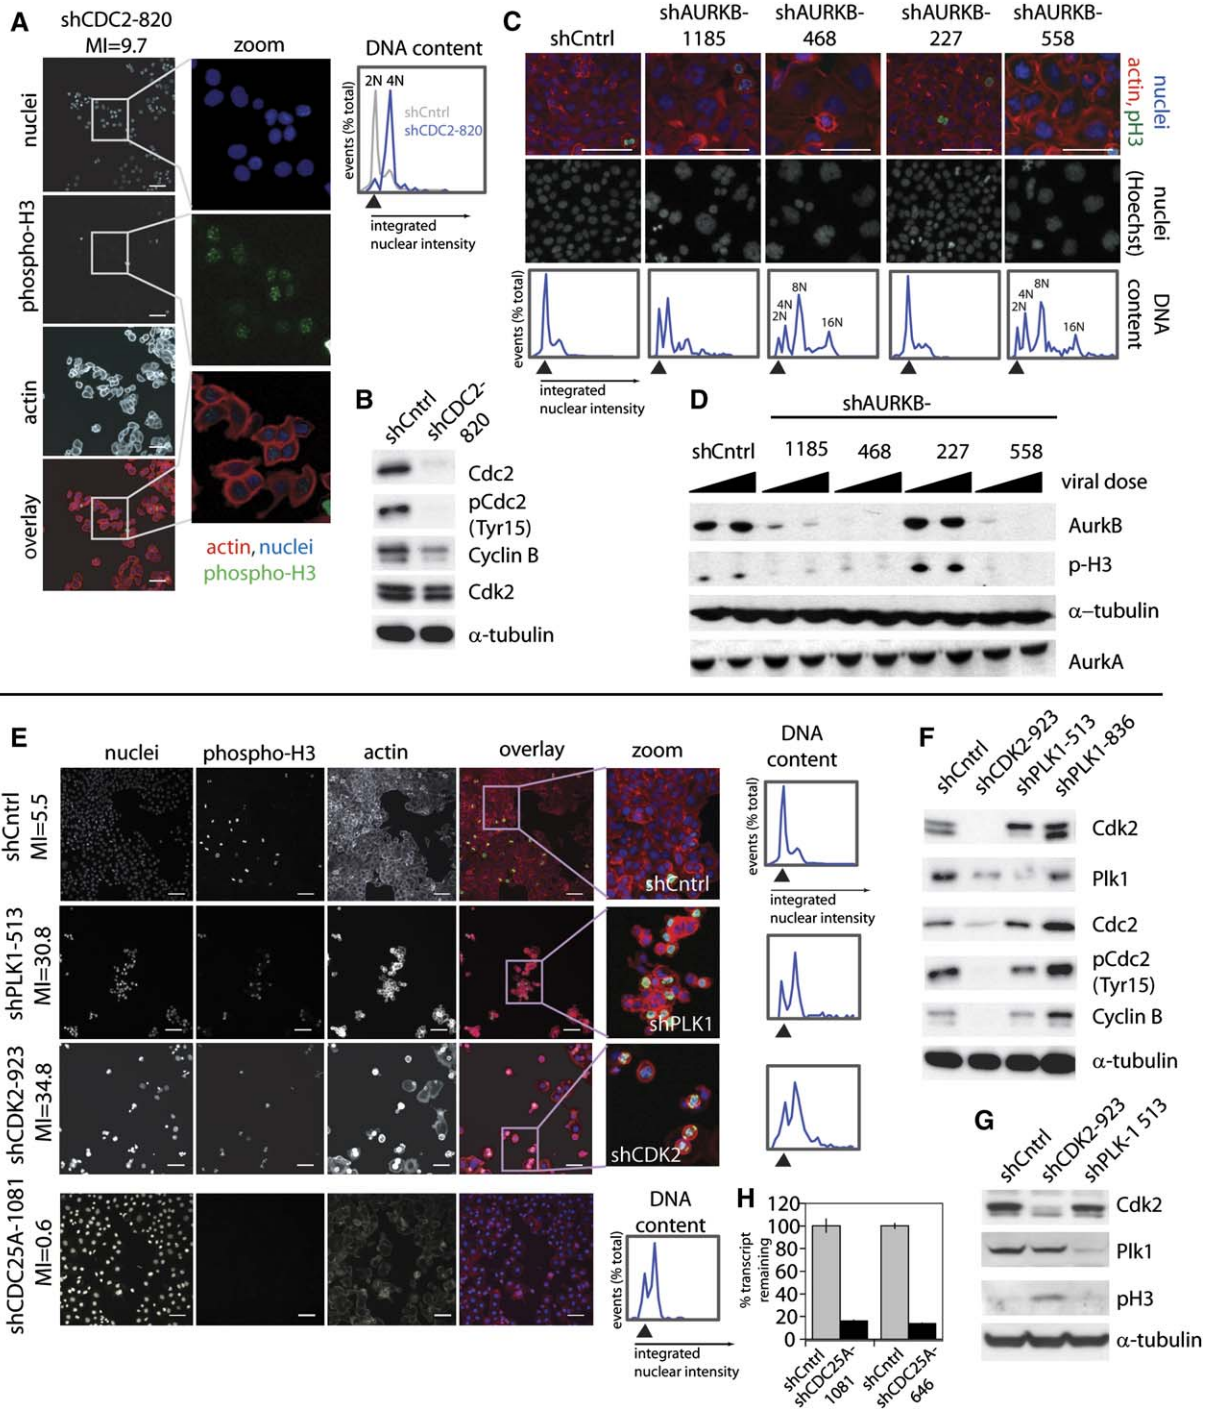 A
shCDC2-820
MI=9.7
zoom
nuclei
phospho-H3
actin
overlay
actin, nuclei
phospho-H3
DNA content
2N 4N
shCntrl
shCDC2-820
events (% total)
integrated
nuclear intensity
B
shCntrl
shCDC2-
820
Cdc2
pCdc2
(Tyr15)
Cyclin B
Cdk2
α-tubulin
C
shCntrl
shAURKB-
1185
shAURKB-
468
shAURKB-
227
shAURKB-
558
nuclei
actin, pH3
nuclei
(Hoechst)
DNA
content
events (% total)
2N
4N
8N
16N
2N
4N
8N
16N
integrated
nuclear intensity
D
shAURKB-
shCntrl 1185 468 227 558
viral dose
AurkB
p-H3
α−tubulin
AurkA
E
nuclei phospho-H3 actin overlay zoom
shCntrl
MI=5.5
shCntrl
shPLK1-513
MI=30.8
shPLK1
shCDK2-923
MI=34.8
shCDK2
shCDC25A-1081
MI=0.6
DNA
content
events (% total)
integrated
nuclear intensity
DNA
content
events (% total)
integrated
nuclear intensity
F
shCntrl
shCDK2-923
shPLK1-513
shPLK1-836
Cdk2
Plk1
Cdc2
pCdc2
(Tyr15)
Cyclin B
α-tubulin
G
shCntrl
shCDK2-923
shPLK-1 513
Cdk2
Plk1
pH3
α-tubulin
H
% transcript
remaining
120
100
80
60
40
20
0
shCntrl
shCDC25A-
1081
shCntrl
shCDC25A-
646